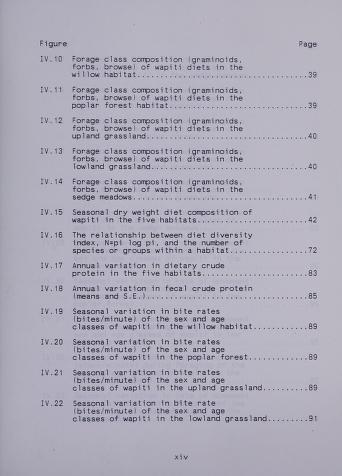 Figure Page
IV.10 Forage class composition (graminoids,
forbs, browse) of wapiti diets in the
willow habitat........................................39
IV.11 Forage class composition (graminoids,
forbs, browse) of wapiti diets in the
poplar forest habitat.................................39
IV.12 Forage class composition (graminoids,
forbs, browse) of wapiti diets in the
upland grassland......................................40
IV.13 Forage class composition (graminoids,
forbs, browse) of wapiti diets in the
lowland grassland.....................................40
IV.14 Forage class composition (graminoids,
forbs, browse) of wapiti diets in the
sedge meadows.........................................41
IV.15 Seasonal dry weight diet composition of
wapiti in the five habitats...........................42
IV.16 The relationship between diet diversity
index, N*pi log pi, and the number of
species or groups within a habitat....................72
IV.17 Annual variation in dietary crude
protein in the five habitats..........................83
IV.18 Annual variation in fecal crude protein
(means and S.E.)......................................85
IV.19 Seasonal variation in bite rates
(bites/minute) of the sex and age
classes of wapiti in the willow habitat...............89
IV.20 Seasonal variation in bite rates
(bites/minute) of the sex and age
classes of wapiti in the poplar forest................89
IV.21 Seasonal variation in bite rates
(bites/minute) of the sex and age
classes of wapiti in the upland grassland.............89
IV.22 Seasonal variation in bite rate
(bites/minute) of the sex and age
classes of wapiti in the lowland grassland............91
xiv